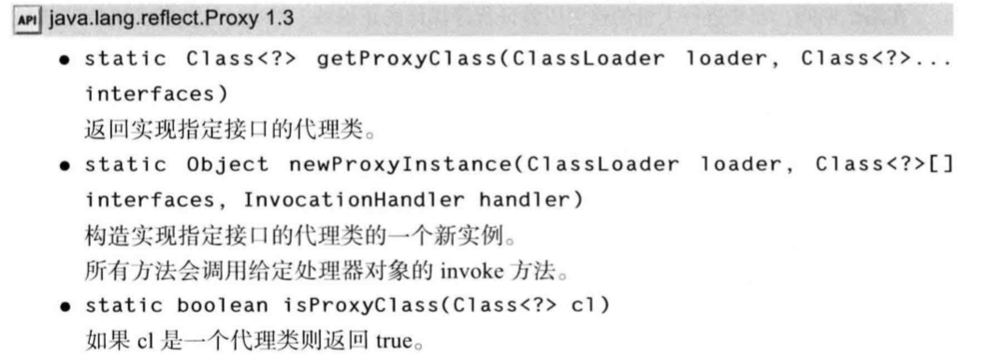 API java.lang.reflect.Proxy 1.3
● static Class<?> getProxyClass(ClassLoader loader, Class<?>...
interfaces)
返回实现指定接口的代理类。
● static Object newProxyInstance(ClassLoader loader, Class<?>[]
interfaces, InvocationHandler handler)
构造实现指定接口的代理类的一个新实例。
所有方法会调用给定处理器对象的 invoke 方法。
● static boolean isProxyClass(Class<?> cl)
如果 cl 是一个代理类则返回 true。